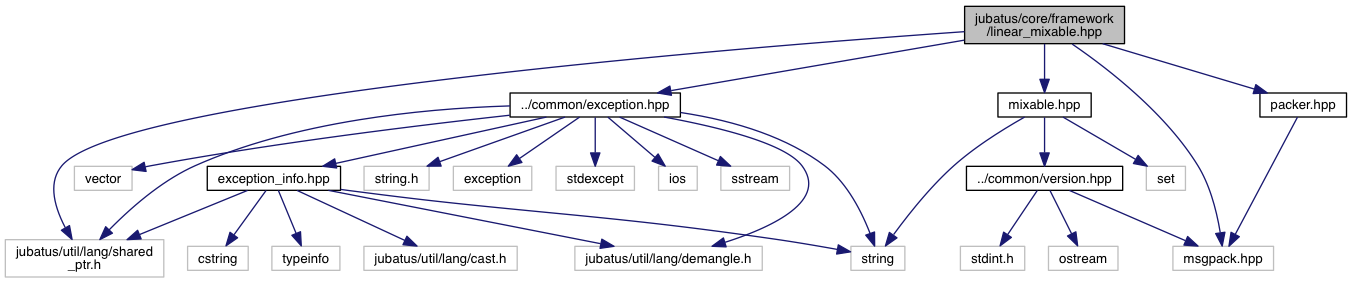 jubatus/core/framework
/linear_mixable.hpp
../common/exception.hpp
mixable.hpp
packer.hpp
vector
exception_info.hpp
string.h
exception
stdexcept
ios
sstream
../common/version.hpp
set
jubatus/util/lang/shared
_ptr.h
cstring
typeinfo
jubatus/util/lang/cast.h
jubatus/util/lang/demangle.h
string
stdint.h
ostream
msgpack.hpp